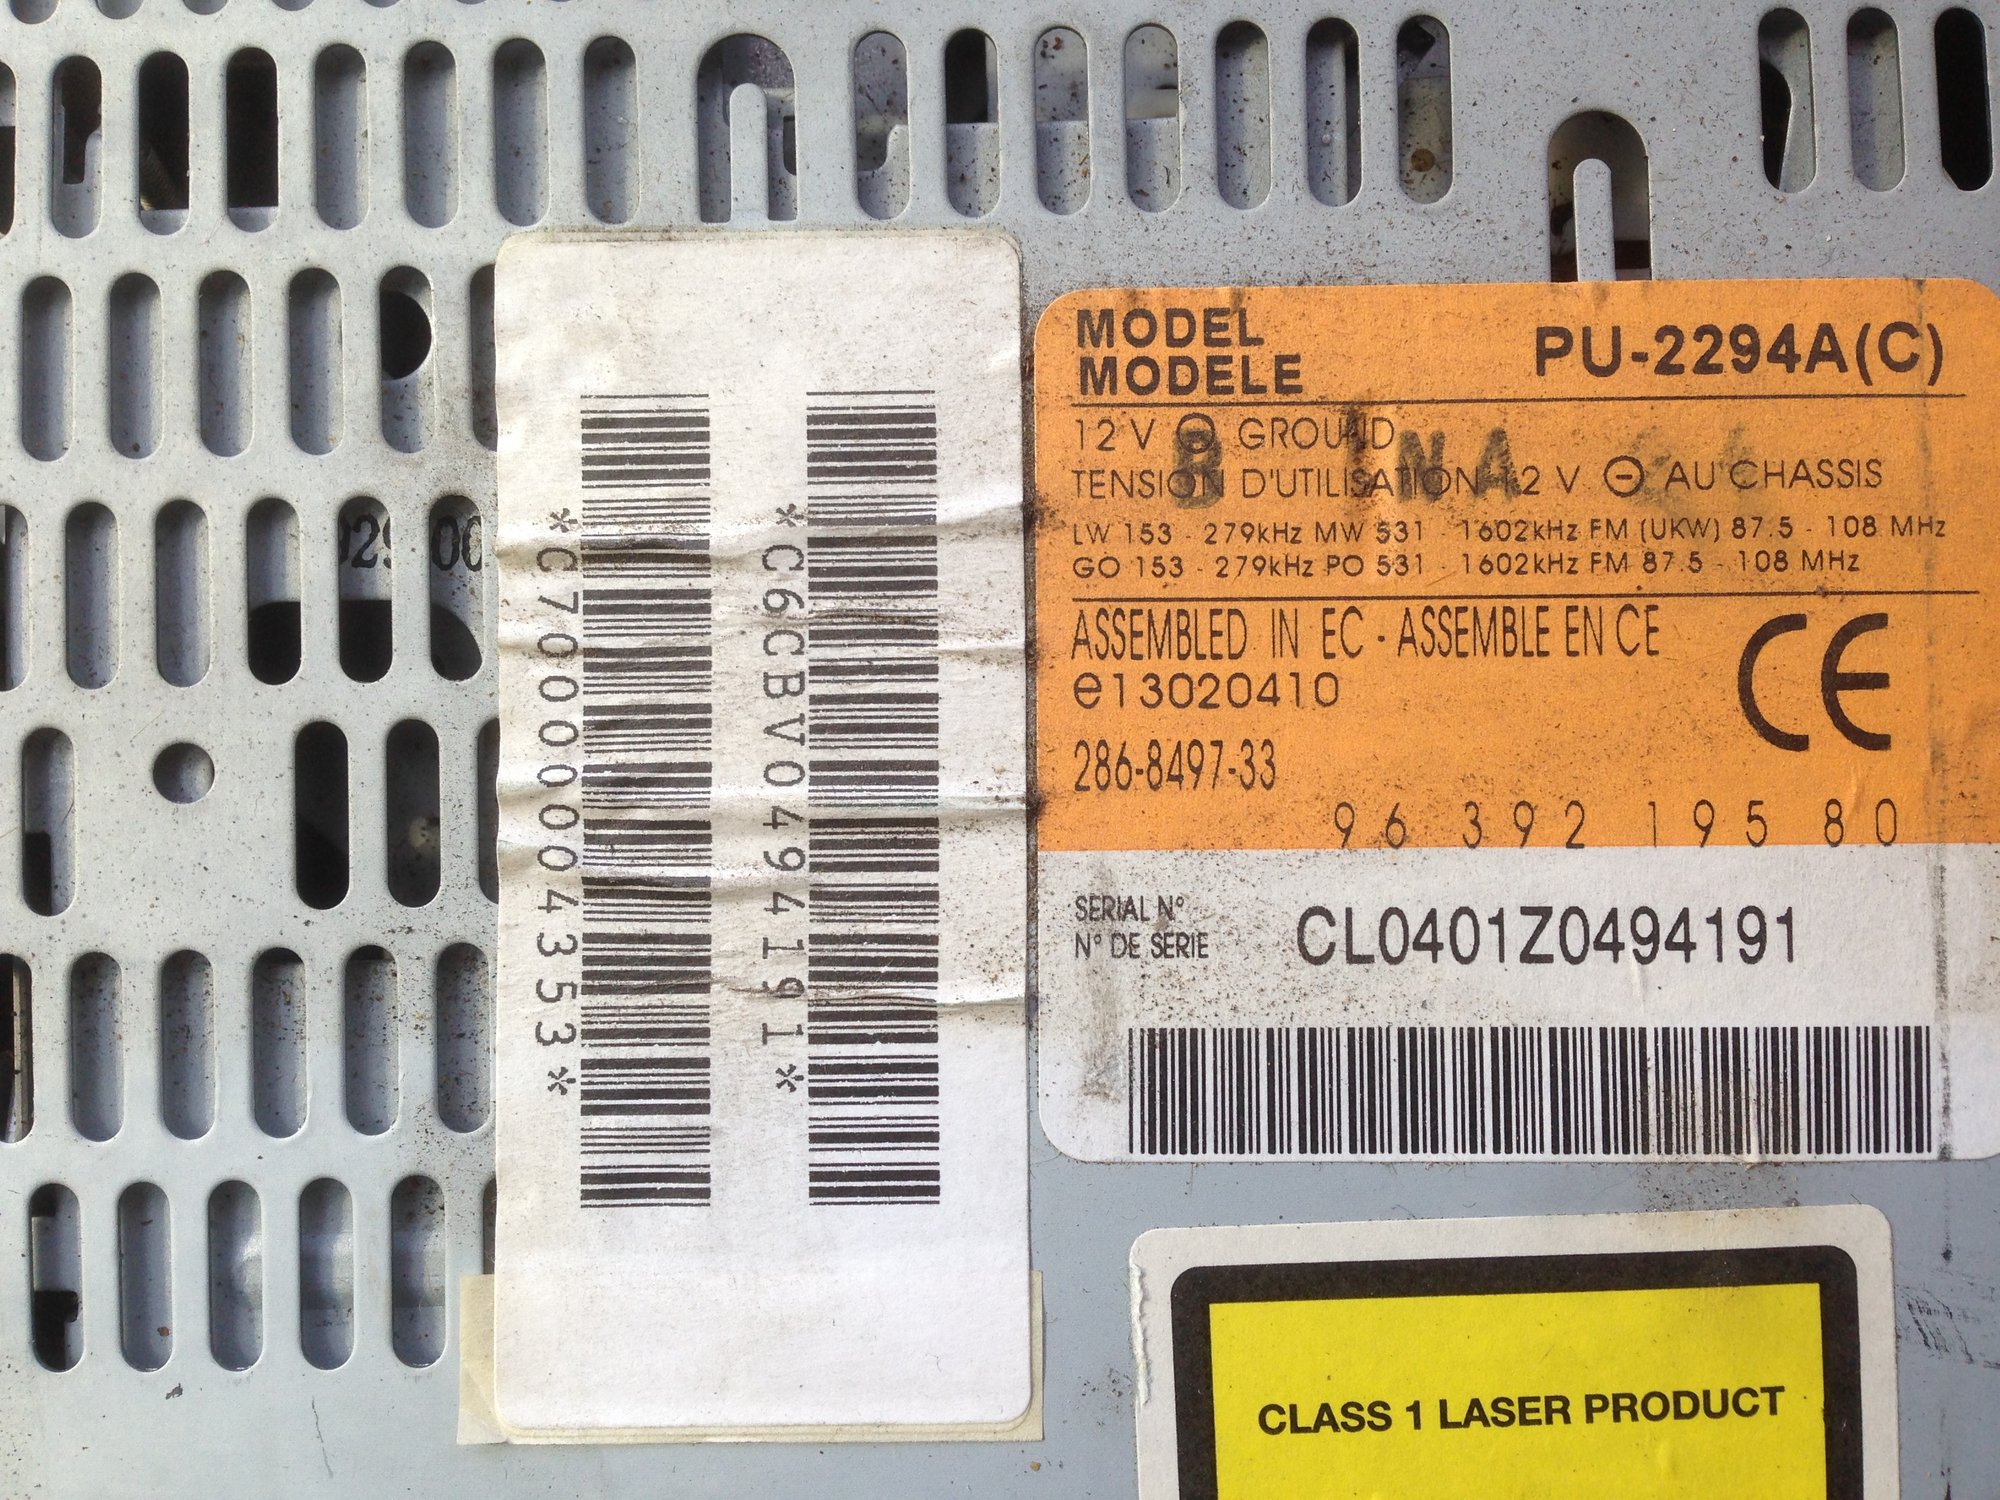 *C700000004353*
*C6CBV0494191*
MODEL
MODELE
PU-2294A(C)
12 V ⊖ GROUND
TENSION D'UTILISATION 12 V ⊖ AU CHASSIS
LW 153 - 279kHz MW 531 - 1602kHz FM (UKW) 87.5 - 108 MHz
GO 153 - 279kHz PO 531 - 1602kHz FM 87.5 - 108 MHz
ASSEMBLED IN EC - ASSEMBLE EN CE
e13020410
CE
286-8497-33
96 392 195 80
SERIAL N°
N° DE SERIE
CL0401Z0494191
CLASS 1 LASER PRODUCT